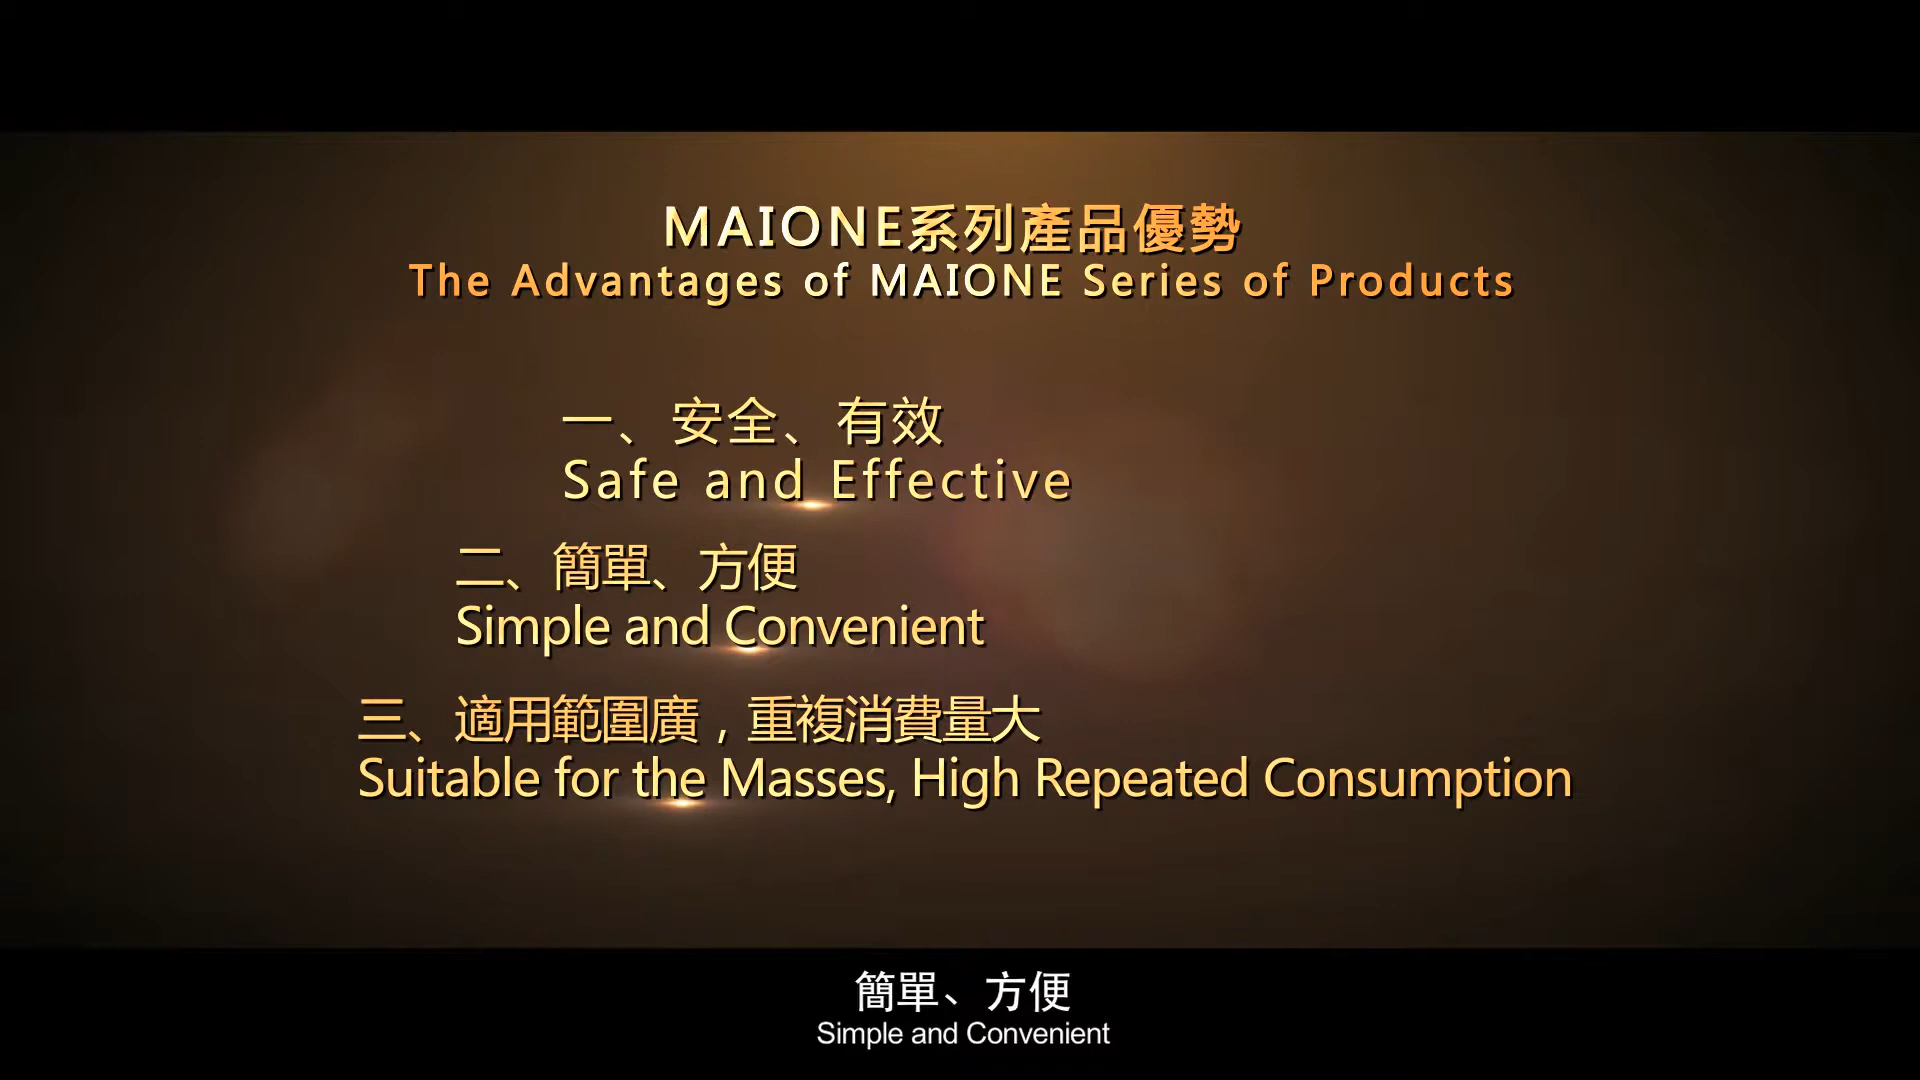 MAIONE系列產品優勢
The Advantages of MAIONE Series of Products
一、安全、有效
Safe and Effective
二、簡單、方便
Simple and Convenient
三、適用範圍廣，重複消費量大
Suitable for the Masses, High Repeated Consumption
簡單、方便
Simple and Convenient